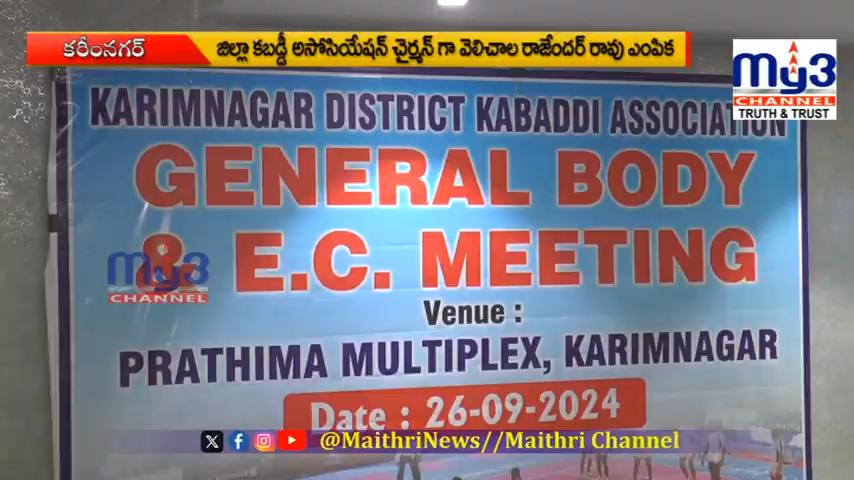 కరీంనగర్
జిల్లా కబడ్డీ అసోసియేషన్ ఛైర్మన్ గా వెలిచాల రాజేందర్ రావు ఎంపిక
my3
CHANNEL
TRUTH & TRUST
KARIMNAGAR DISTRICT KABADDI ASSOCIATION
GENERAL BODY
& E.C. MEETING
my3
CHANNEL
Venue :
PRATHIMA MULTIPLEX, KARIMNAGAR
Date : 26-09-2024
@MaithriNews//Maithri Channel